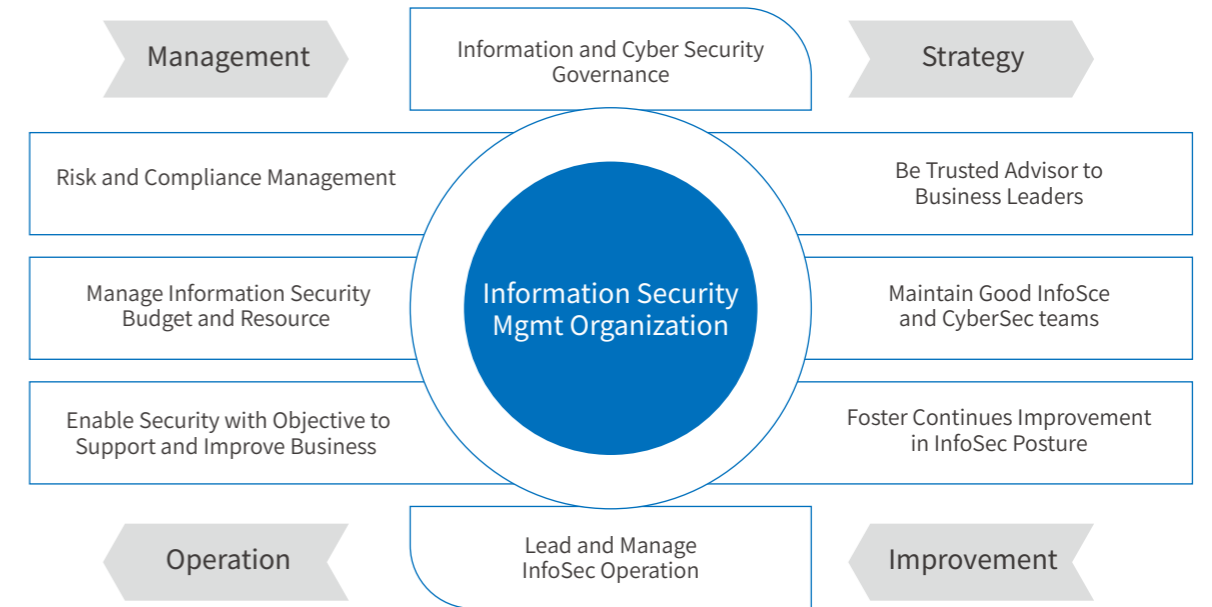 Management
Information and Cyber Security
Governance
Strategy
Risk and Compliance Management
Be Trusted Advisor to
Business Leaders
Manage Information Security
Budget and Resource
Information Security
Mgmt Organization
Maintain Good InfoSce
and CyberSec teams
Enable Security with Objective to
Support and Improve Business
Foster Continues Improvement
in InfoSec Posture
Operation
Lead and Manage
InfoSec Operation
Improvement